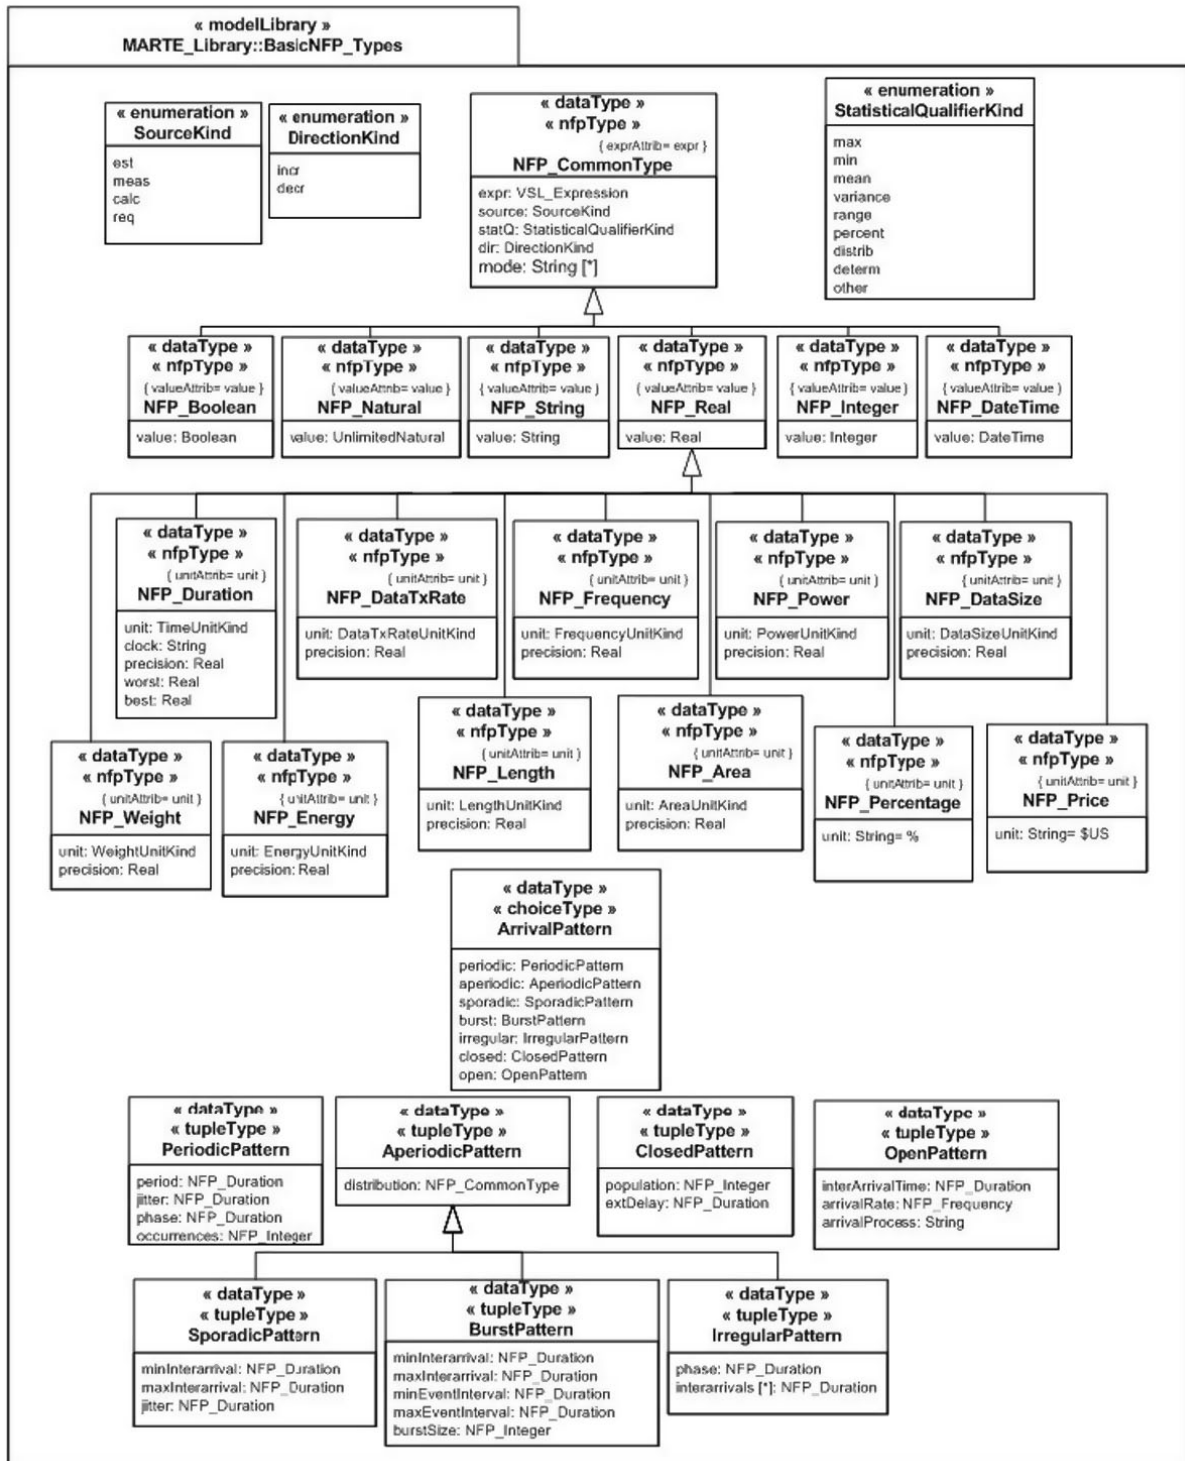 « modelLibrary »
MARTE_Library::BasicNFP_Types
« enumeration »
SourceKind
est
meas
calc
req
« enumeration »
DirectionKind
incr
decr
« dataType »
« nfpType »
{ exprAttrib= expr }
NFP_CommonType
expr: VSL_Expression
source: SourceKind
statQ: StatisticalQualifierKind
dir: DirectionKind
mode: String [*]
« enumeration »
StatisticalQualifierKind
max
min
mean
variance
range
percent
distrib
determ
other
« dataType »
« nfpType »
{ valueAttrib= value }
NFP_Boolean
value: Boolean
« dataType »
« nfpType »
{ valueAttrib= value }
NFP_Natural
value: UnlimitedNatural
« dataType »
« nfpType »
{ valueAttrib= value )
NFP_String
value: String
« dataType »
« nfpType »
{ valueAttrib= value }
NFP_Real
value: Real
« dataType »
« nfpType »
{ valueAttrib= value)
NFP_Integer
value: Integer
« dataType »
« nfpType »
{ valueAttrib= value )
NFP_DateTime
value: DateTime
« dataType »
« nfpType »
{ unitAttrib= unit }
NFP_Duration
unit: TimeUnitKind
clock: String
precision: Real
worst: Real
best: Real
« dataType »
« nfpType »
{ unitAttrib= unit }
NFP_DataTxRate
unit: DataTxRateUnitKind
precision: Real
« dataType »
« nfpType »
{ unitAttrib= unit }
NFP_Frequency
unit: FrequencyUnitKind
precision: Real
« dataType »
« nfpType »
{ unitAttrib= unit }
NFP_Power
unit: PowerUnitKind
precision: Real
« dataType »
« nfpType »
{ unitAttrib= unit }
NFP_DataSize
unit: DataSizeUnitKind
precision: Real
« dataType »
« nfpType »
{ unitAttrib= unit }
NFP_Weight
unit: WeightUnitKind
precision: Real
« dataType »
« nfpType »
{ unitAttrib= unit }
NFP_Energy
unit: EnergyUnitKind
precision: Real
« dataType »
« nfpType »
{ unitAttrib= unit }
NFP_Length
unit: LengthUnitKind
precision: Real
« dataType »
« nfpType »
{ unitAttrib= unit }
NFP_Area
unit: AreaUnitKind
precision: Real
« dataType »
« nfpType »
{ unitAttrib= unit }
NFP_Percentage
unit: String= %
« dataType »
« nfpType »
{ unitAttrib= unit }
NFP_Price
unit: String= $US
« dataType »
« choiceType »
ArrivalPattern
periodic: PeriodicPattern
aperiodic: AperiodicPattern
sporadic: SporadicPattern
burst: BurstPattern
irregular: IrregularPattern
closed: ClosedPattern
open: OpenPattern
« dataType »
« tupleType »
PeriodicPattern
period: NFP_Duration
jitter: NFP_Duration
phase: NFP_Duration
occurrences: NFP_Integer
« dataType »
« tupleType »
AperiodicPattern
distribution: NFP_CommonType
« dataType »
« tupleType »
ClosedPattern
population: NFP_Integer
extDelay: NFP_Duration
« dataType »
« tupleType »
OpenPattern
interArrivalTime: NFP_Duration
arrivalRate: NFP_Frequency
arrivalProcess: String
« dataType »
« tupleType »
SporadicPattern
minInterarrival: NFP_Duration
maxInterarrival: NFP_Duration
jitter: NFP_Duration
« dataType »
« tupleType »
BurstPattern
minInterarrival: NFP_Duration
maxInterarrival: NFP_Duration
minEventInterval: NFP_Duration
maxEventInterval: NFP_Duration
burstSize: NFP_Integer
« dataType »
« tupleType »
IrregularPattern
phase: NFP_Duration
interarrivals [*]: NFP_Duration